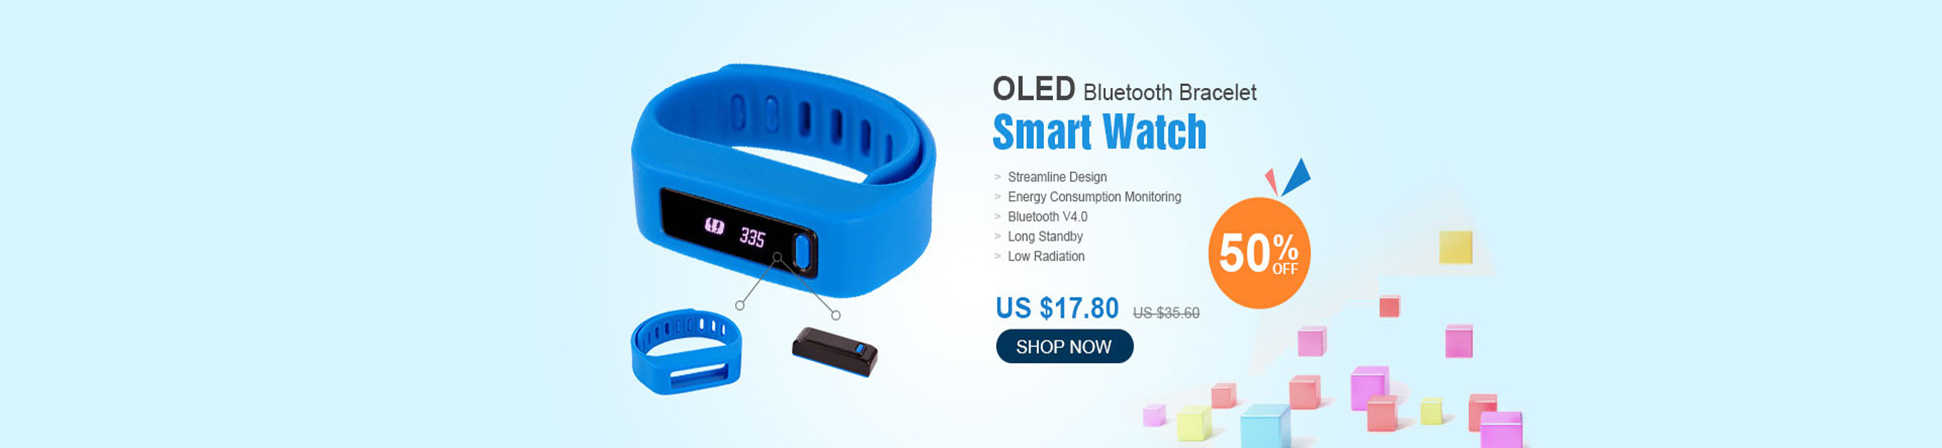 OLED Bluetooth Bracelet
Smart Watch
> Streamline Design
> Energy Consumption Monitoring
> Bluetooth V4.0
> Long Standby
> Low Radiation
50% OFF
US $17.80 US $35.60
SHOP NOW
335